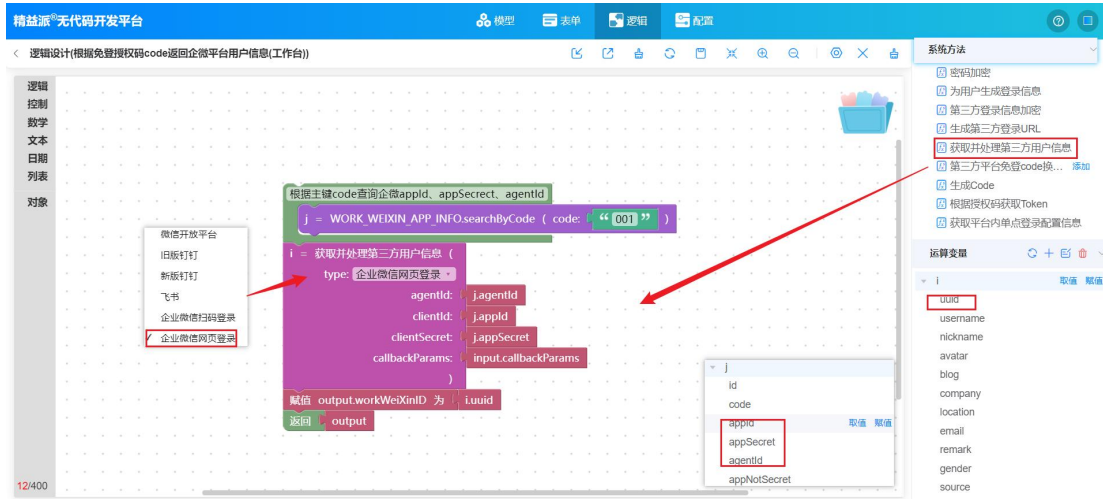 精益派®无代码开发平台
模型
表单
逻辑
配置
逻辑设计(根据免登授权码code返回企微平台用户信息(工作台))
逻辑
控制
数学
文本
日期
列表
对象
微信开放平台
旧版钉钉
新版钉钉
飞书
企业微信扫码登录
✓ 企业微信网页登录
根据主键code查询企微appId、appSecrect、agentId
j = WORK_WEIXIN_APP_INFO.searchByCode ( code: “ 001 ” )
i = 获取并处理第三方用户信息 (
type: 企业微信网页登录
agentId: j.agentId
clientId: j.appId
clientSecret: j.appSecret
callbackParams: input.callbackParams
)
赋值 output.workWeiXinID 为 i.uuid
返回 output
j
id
code
appId 取值 赋值
appSecret
agentId
appNotSecret
12/400
系统方法
密码加密
为用户生成登录信息
第三方登录信息加密
生成第三方登录URL
获取并处理第三方用户信息
第三方平台免登code换... 添加
生成Code
根据授权码获取Token
获取平台内单点登录配置信息
运算变量
i 取值 赋值
uuid
username
nickname
avatar
blog
company
location
email
remark
gender
source